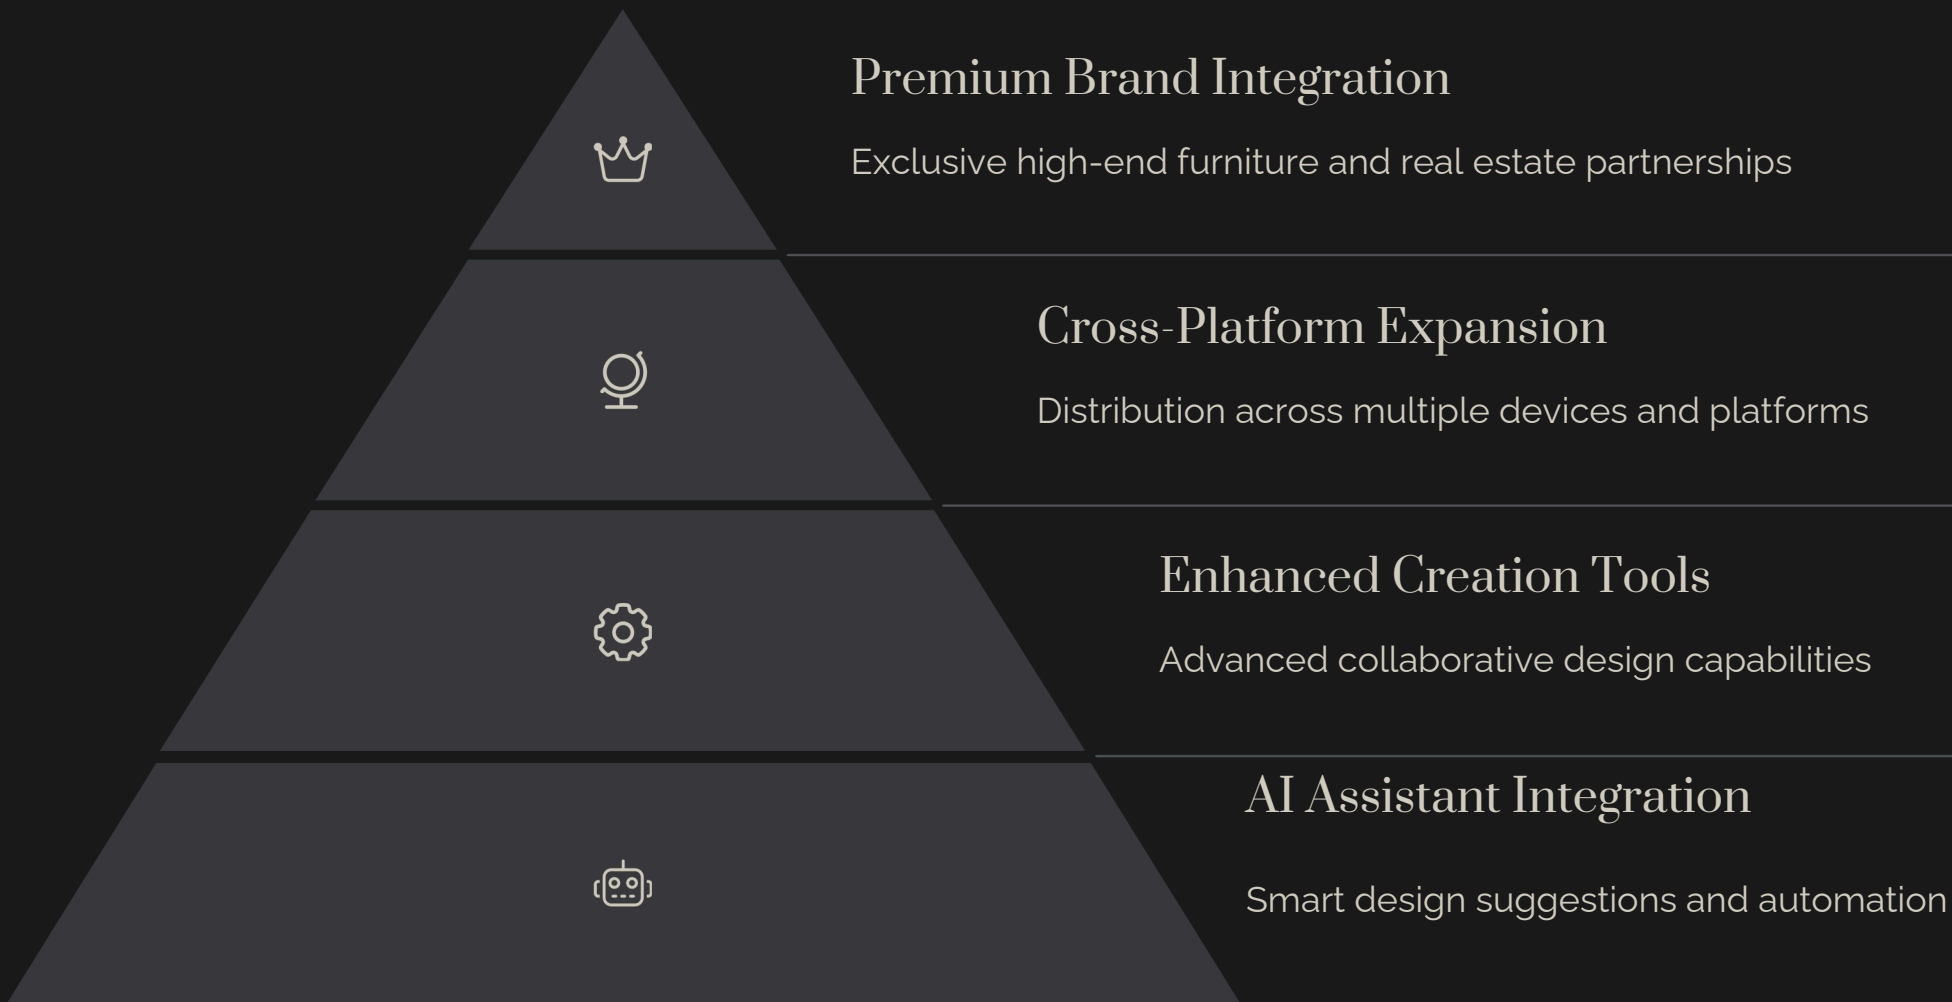 Premium Brand Integration
Exclusive high-end furniture and real estate partnerships
Cross-Platform Expansion
Distribution across multiple devices and platforms
Enhanced Creation Tools
Advanced collaborative design capabilities
AI Assistant Integration
Smart design suggestions and automation